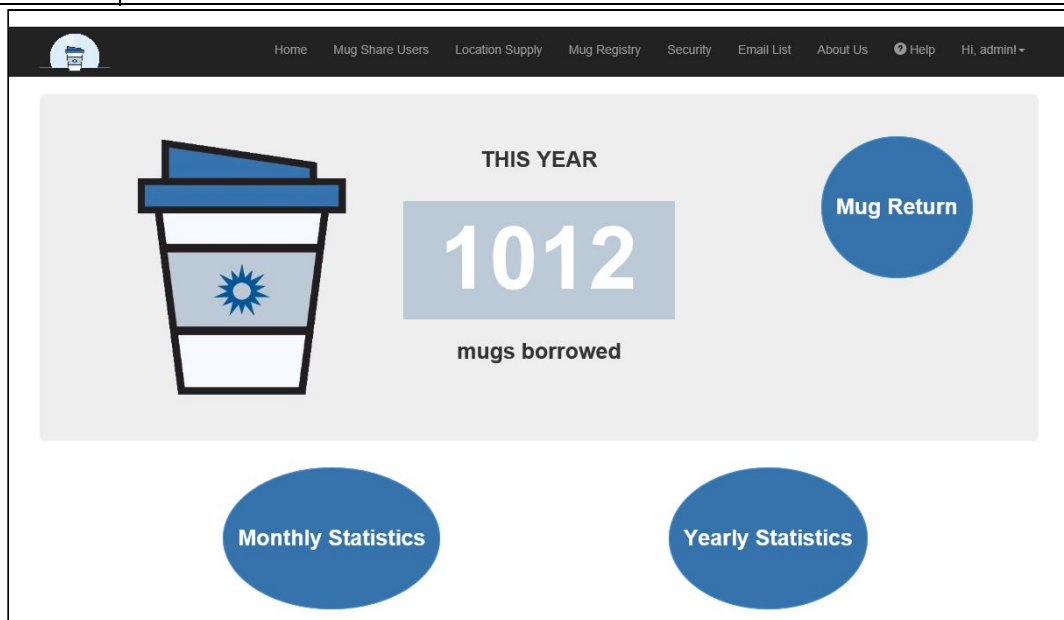 Home Mug Share Users Location Supply Mug Registry Security Email List About Us Help Hi, admin!
THIS YEAR
Mug Return
1012
mugs borrowed
Monthly Statistics Yearly Statistics